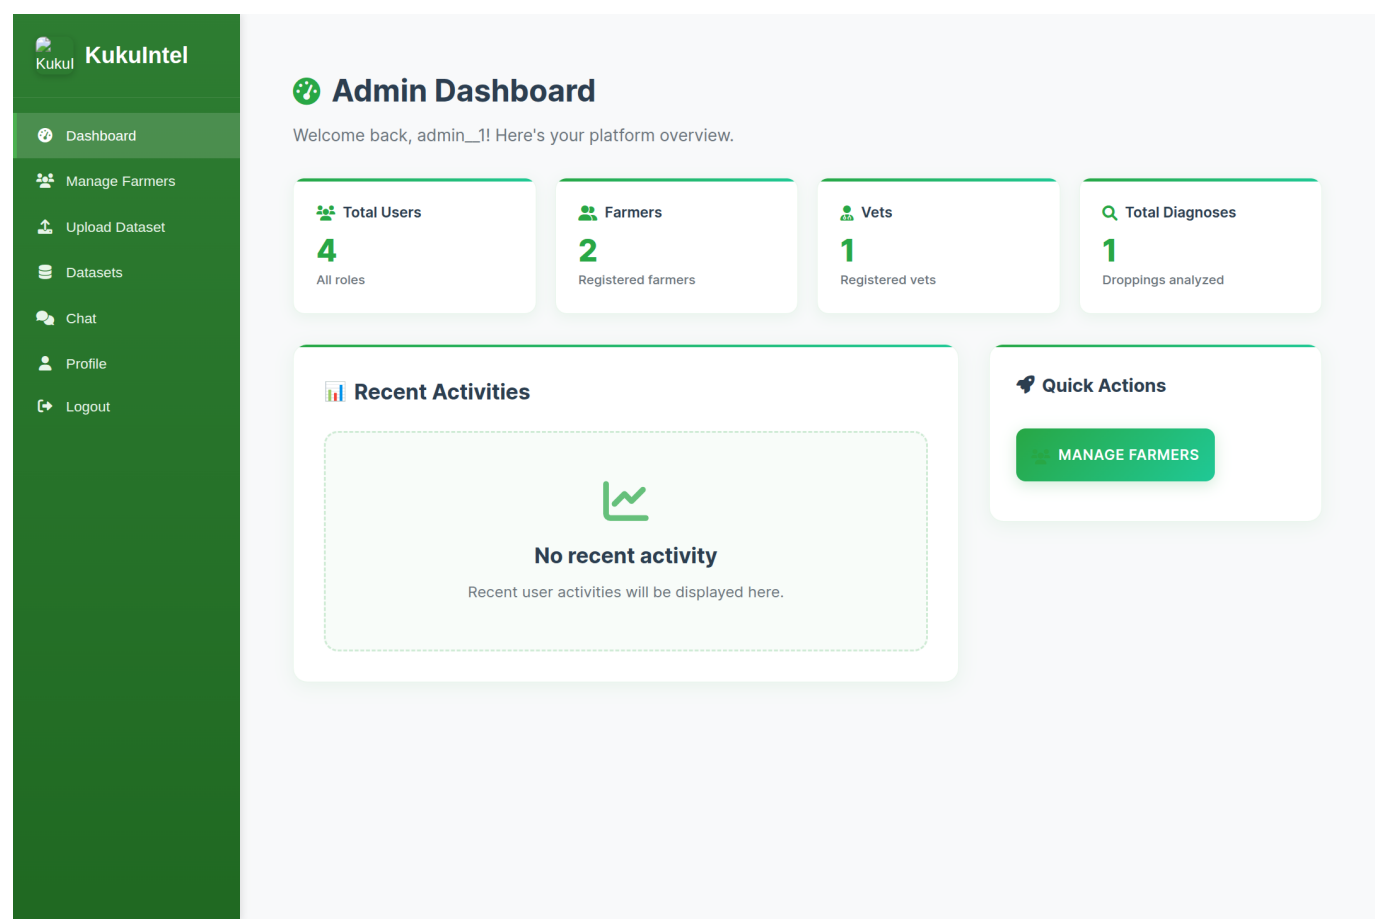 Kukul
KukuIntel
Dashboard
Manage Farmers
Upload Dataset
Datasets
Chat
Profile
Logout
Admin Dashboard
Welcome back, admin__1! Here's your platform overview.
Total Users
4
All roles
Farmers
2
Registered farmers
Vets
1
Registered vets
Total Diagnoses
1
Droppings analyzed
Recent Activities
No recent activity
Recent user activities will be displayed here.
Quick Actions
MANAGE FARMERS